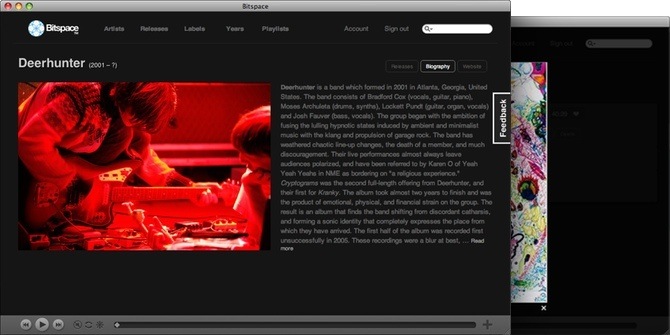 Bitspace
Bitspace
Artists Releases Labels Years Playlists Account Sign out
Sign out
Deerhunter (2001 – ?)
Releases Biography Website
Deerhunter is a band which formed in 2001 in Atlanta, Georgia, United
States. The band consists of Bradford Cox (vocals, guitar, piano),
Moses Archuleta (drums, synths), Lockett Pundt (guitar, organ, vocals)
and Josh Fauver (bass, vocals). The group began with the ambition of
fusing the lulling hypnotic states induced by ambient and minimalist
music with the klang and propulsion of garage rock. The band has
weathered chaotic line-up changes, the death of a member, and much
discouragement. Their live performances almost always leave
audiences polarized, and have been referred to by Karen O of Yeah
Yeah Yeahs in NME as bordering on "a religious experience."
Cryptograms was the second full-length offering from Deerhunter, and
their first for Kranky. The album took almost two years to finish and was
the product of emotional, physical, and financial strain on the group. The
result is an album that finds the band shifting from discordant catharsis,
and forming a sonic identity that completely expresses the place from
which they have arrived. The first half of the album was recorded first
unsuccessfully in 2005. These recordings were a blur at best, ... Read
more
Feedback